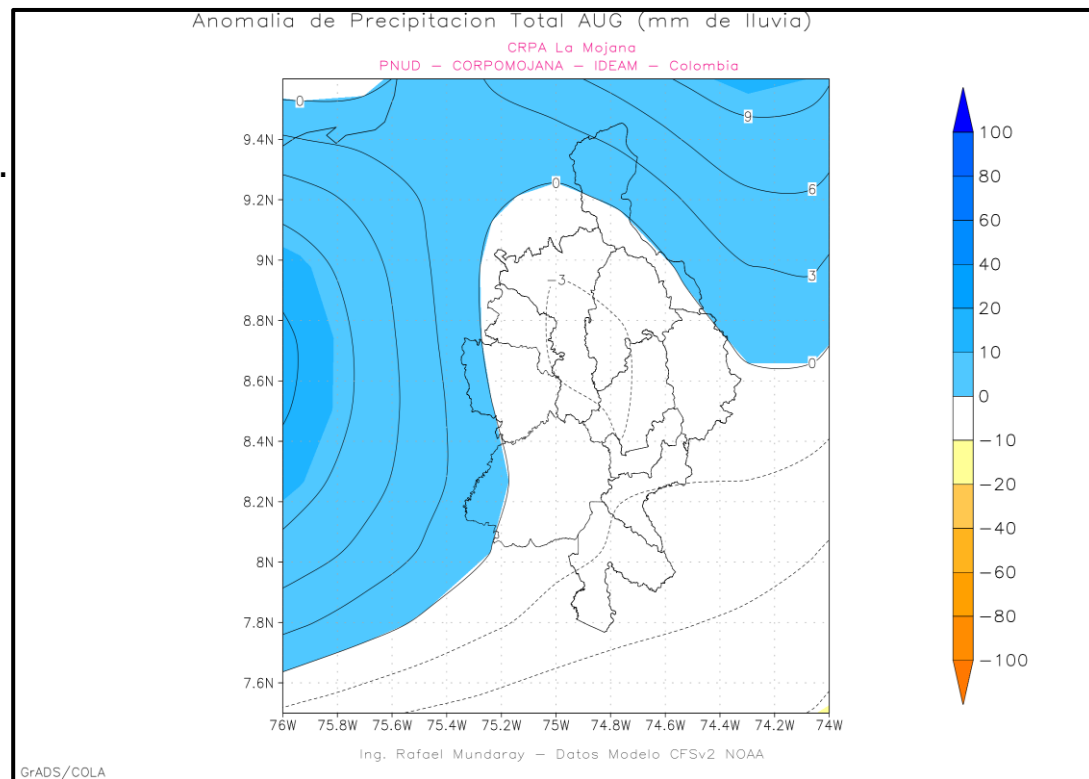 Anomalia de Precipitacion Total AUG (mm de lluvia)
CRPA La Mojana
PNUD – CORPOMOJANA – IDEAM – Colombia
0
9
9.4N
100
80
6
9.2N
0
60
40
9N
3
−3
20
8.8N
10
8.6N
0
0
8.4N
−10
−20
8.2N
−40
8N
−60
7.8N
−80
7.6N
−100
76W 75.8W 75.6W 75.4W 75.2W 75W 74.8W 74.6W 74.4W 74.2W 74W
Ing. Rafael Mundaray – Datos Modelo CFSv2 NOAA
GrADS/COLA